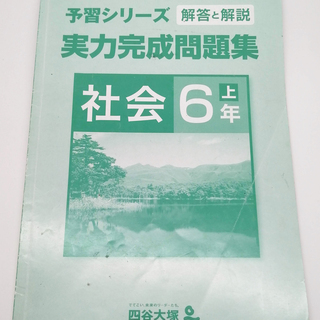 予習シリーズ 解答と解説
実力完成問題集
社会 6年 上
四谷大塚